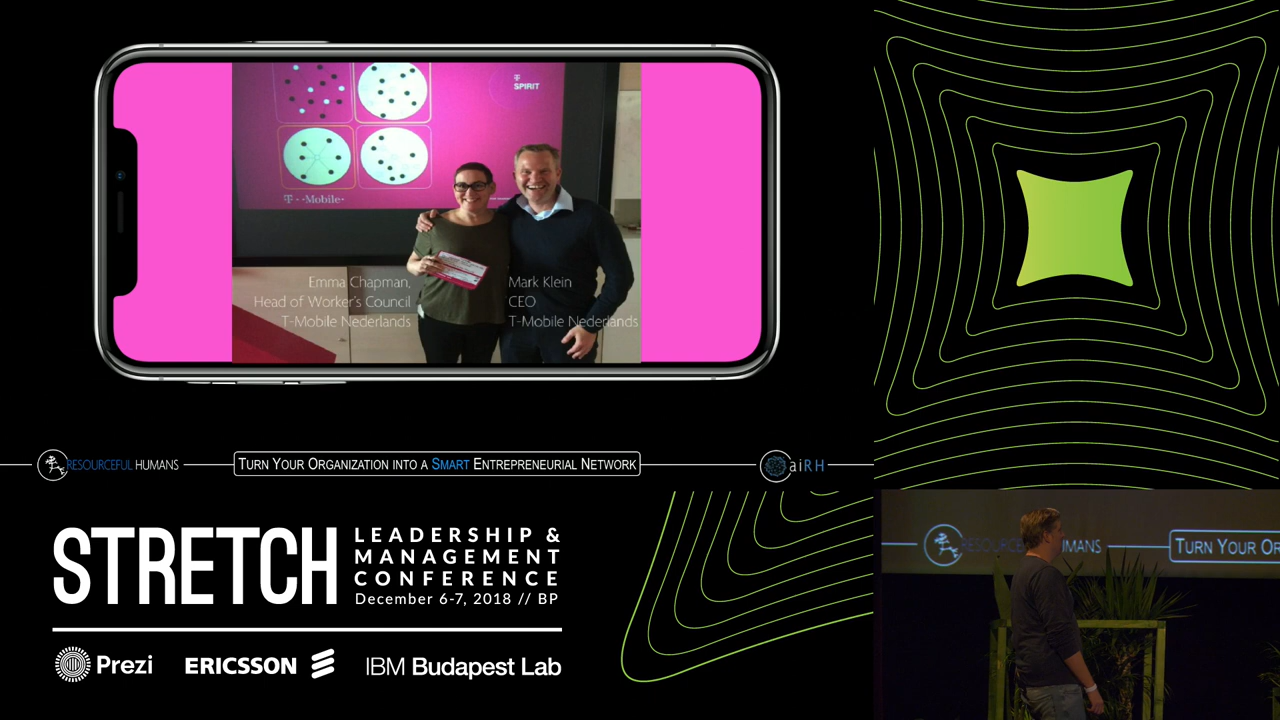 T
SPIRIT
T - -Mobile-
Emma Chapman,
Head of Worker's Council
T-Mobile Nederlands
Mark Klein
CEO
T-Mobile Nederlands
RESOURCEFUL HUMANS
TURN YOUR ORGANIZATION INTO A SMART ENTREPRENEURIAL NETWORK
aiRH
STRETCH
LEADERSHIP &
MANAGEMENT
CONFERENCE
December 6-7, 2018 // BP
Prezi
ERICSSON
IBM Budapest Lab
RESOURCEFUL HUMANS
TURN YOUR OR